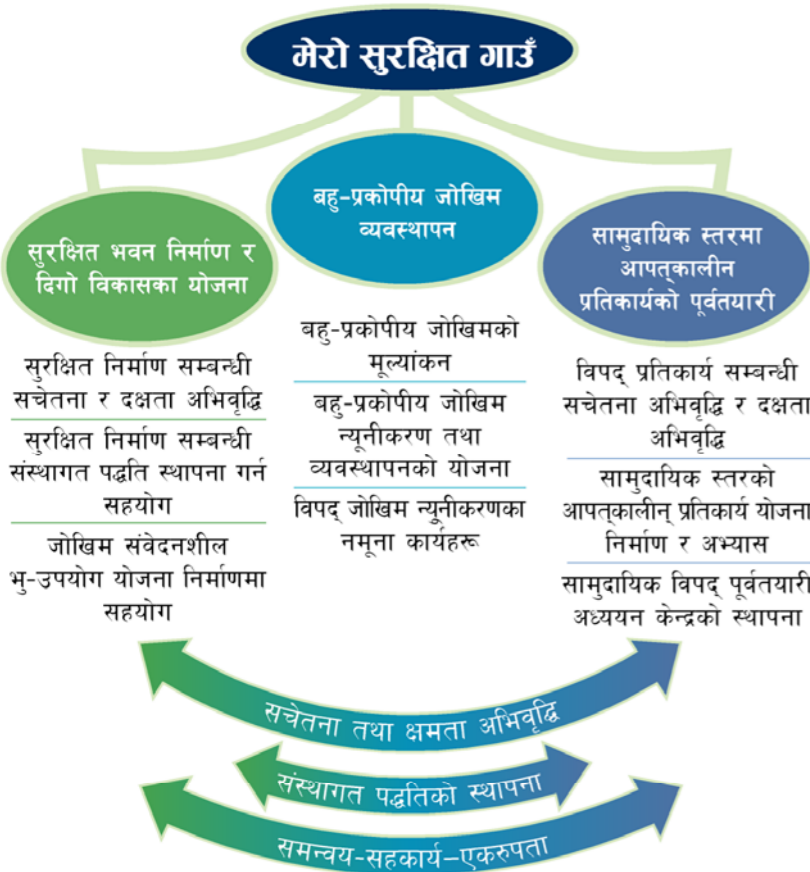 मेरो सुरक्षित गाउँ
सुरक्षित भवन निर्माण र
दिगो विकासका योजना
सुरक्षित निर्माण सम्बन्धी
सचेतना र दक्षता अभिवृद्धि
सुरक्षित निर्माण सम्बन्धी
संस्थागत पद्धति स्थापना गर्न
सहयोग
जोखिम संवेदनशील
भु-उपयोग योजना निर्माणमा
सहयोग
बहु-प्रकोपीय जोखिम
व्यवस्थापन
बहु-प्रकोपीय जोखिमको
मूल्यांकन
बहु-प्रकोपीय जोखिम
न्यूनीकरण तथा
व्यवस्थापनको योजना
विपद् जोखिम न्यूनीकरणका
नमूना कार्यहरू
सामुदायिक स्तरमा
आपत्कालीन
प्रतिकार्यको पूर्वतयारी
विपद् प्रतिकार्य सम्बन्धी
सचेतना अभिवृद्धि र दक्षता
अभिवृद्धि
सामुदायिक स्तरको
आपत्कालीन् प्रतिकार्य योजना
निर्माण र अभ्यास
सामुदायिक विपद् पूर्वतयारी
अध्ययन केन्द्रको स्थापना
सचेतना तथा क्षमता अभिवृद्धि
संस्थागत पद्धतिको स्थापना
समन्वय-सहकार्य–एकरुपता